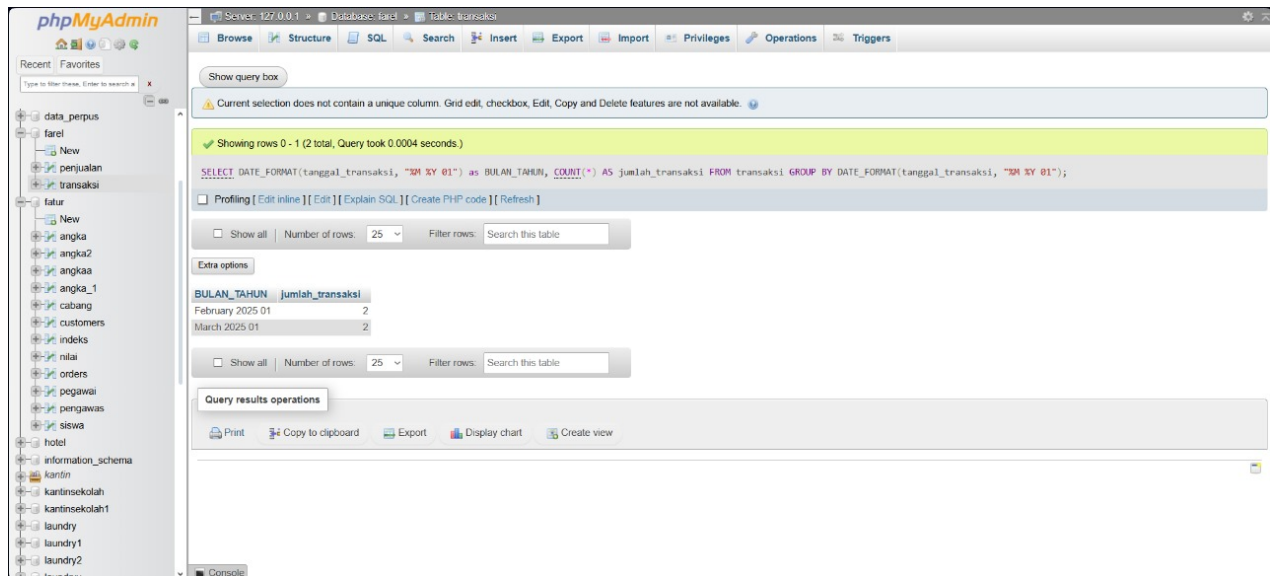 phpMyAdmin
Recent Favorites
Type to filter these, Enter to search a X
data_perpus
farel
New
penjualan
transaksi
fatur
New
angka
angka2
angkaa
angka_1
cabang
customers
indeks
nilai
orders
pegawai
pengawas
siswa
hotel
information_schema
kantin
kantinsekolah
kantinsekolah1
laundry
laundry1
laundry2
Server: 127.0.0.1 » Database: farel » Table: transaksi
Browse Structure SQL Search Insert Export Import Privileges Operations Triggers
Show query box
Current selection does not contain a unique column. Grid edit, checkbox, Edit, Copy and Delete features are not available.
Showing rows 0 - 1 (2 total, Query took 0.0004 seconds.)
SELECT DATE_FORMAT(tanggal_transaksi, "%M %Y 01") as BULAN_TAHUN, COUNT(*) AS jumlah_transaksi FROM transaksi GROUP BY DATE_FORMAT(tanggal_transaksi, "%M %Y 01");
Profiling [ Edit inline ] [ Edit ] [ Explain SQL ] [ Create PHP code ] [ Refresh ]
Show all | Number of rows: 25 Filter rows: Search this table
Extra options
BULAN_TAHUN jumlah_transaksi
February 2025 01 2
March 2025 01 2
Show all | Number of rows: 25 Filter rows: Search this table
Query results operations
Print Copy to clipboard Export Display chart Create view
Console